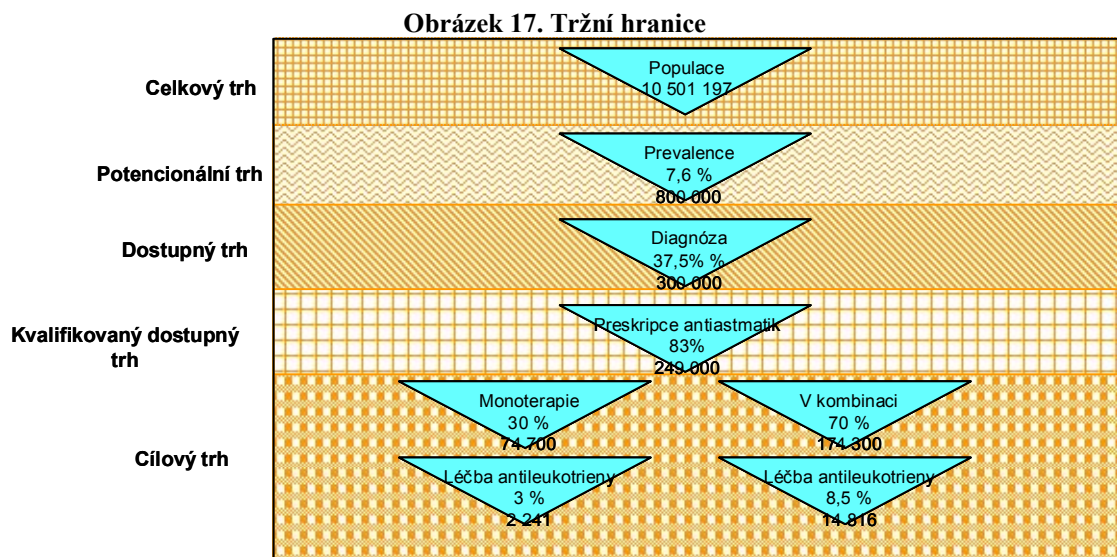 Obrázek 17. Tržní hranice
Celkový trh
Populace
10 501 197
Potencionální trh
Prevalence
7,6 %
800 000
Dostupný trh
Diagnóza
37,5% %
300 000
Kvalifikovaný dostupný
trh
Preskripce antiastmatik
83%
249 000
Cílový trh
Monoterapie
30 %
74 700
V kombinaci
70 %
174 300
Léčba antileukotrieny
3 %
2 241
Léčba antileukotrieny
8,5 %
14 816